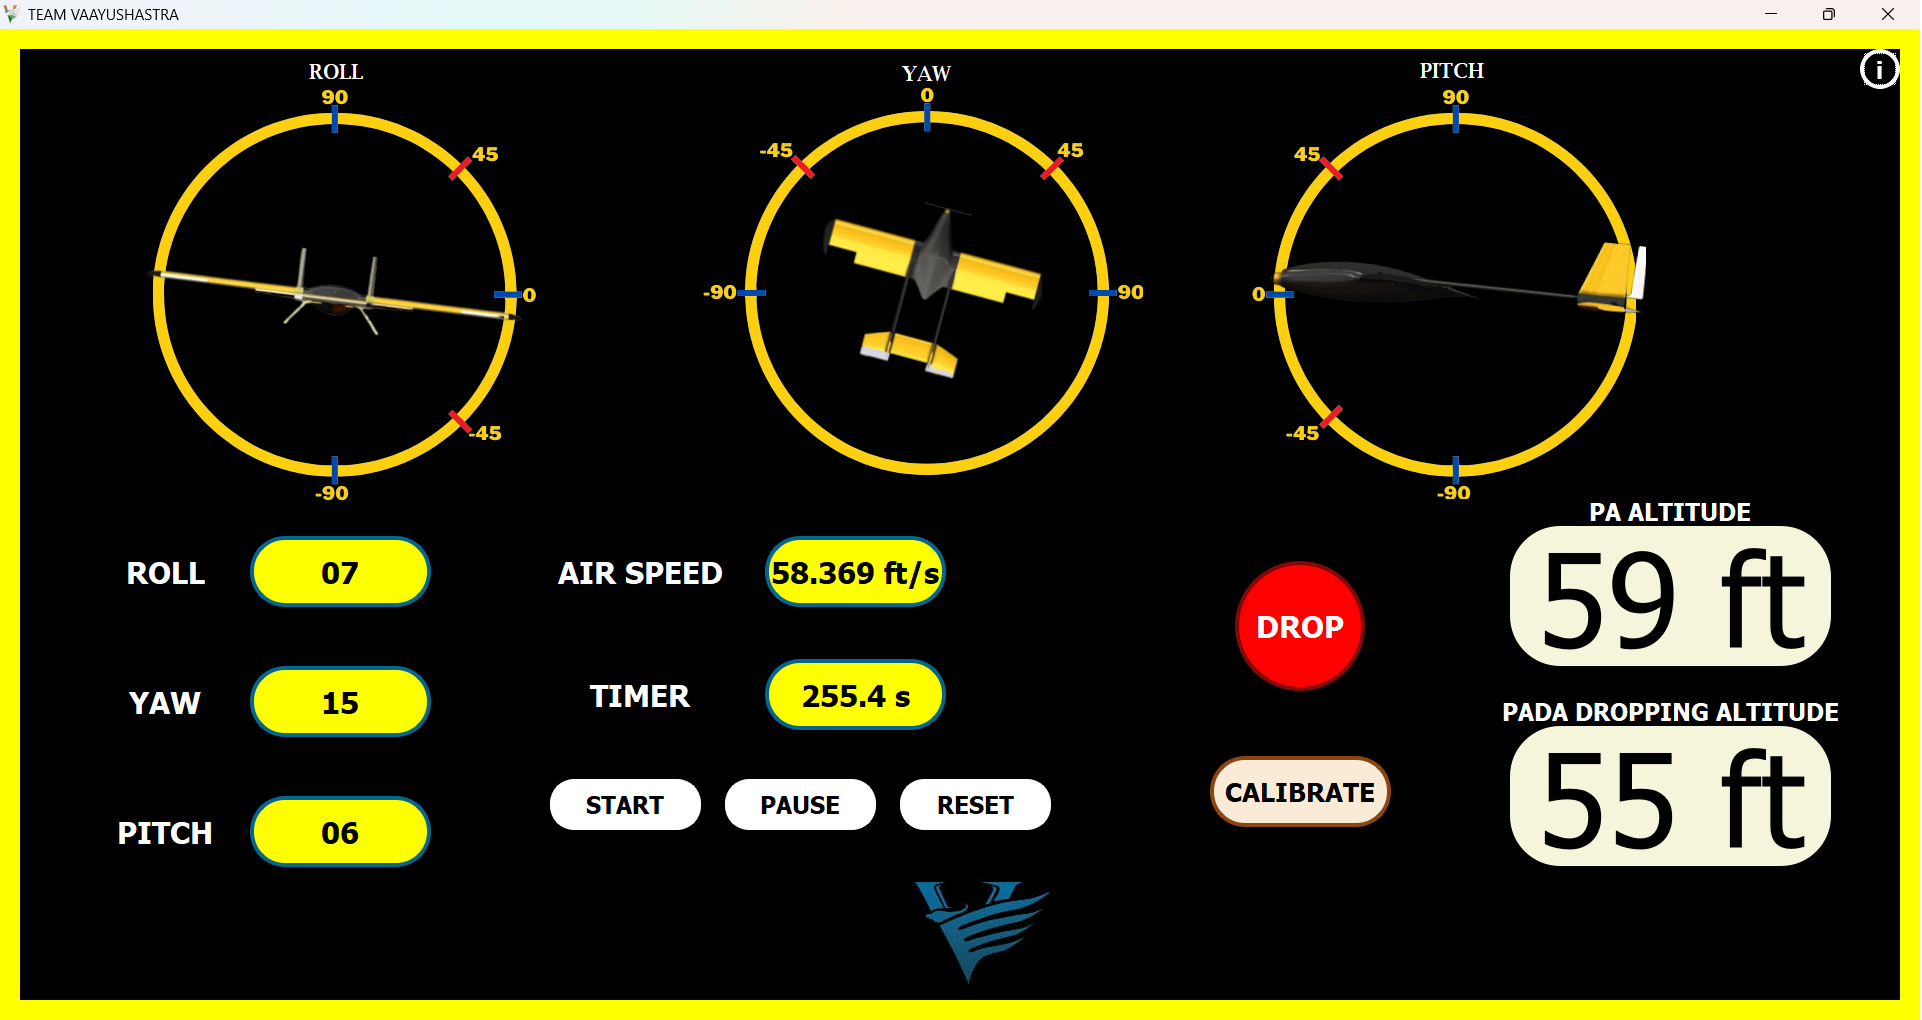 TEAM VAAYUSHASTRA
i
ROLL
90
45
0
-45
-90
YAW
0
-45
45
-90
90
PITCH
90
45
0
-45
-90
ROLL 07
YAW 15
PITCH 06
AIR SPEED 58.369 ft/s
TIMER 255.4 s
START PAUSE RESET
DROP
CALIBRATE
PA ALTITUDE
59 ft
PADA DROPPING ALTITUDE
55 ft